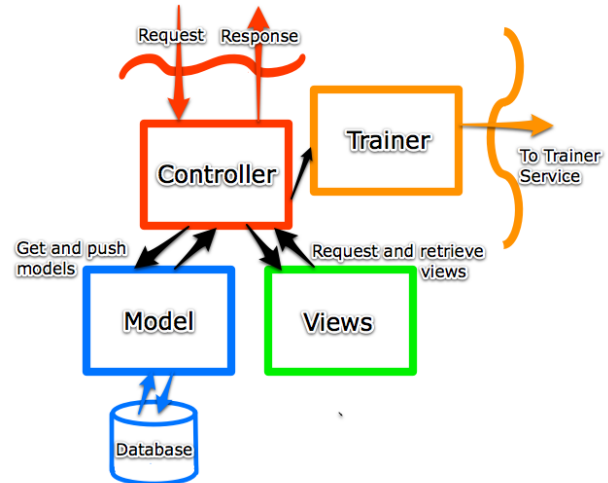 Request
Response
Controller
Trainer
To Trainer
Service
Get and push
models
Request and retrieve
views
Model
Views
Database